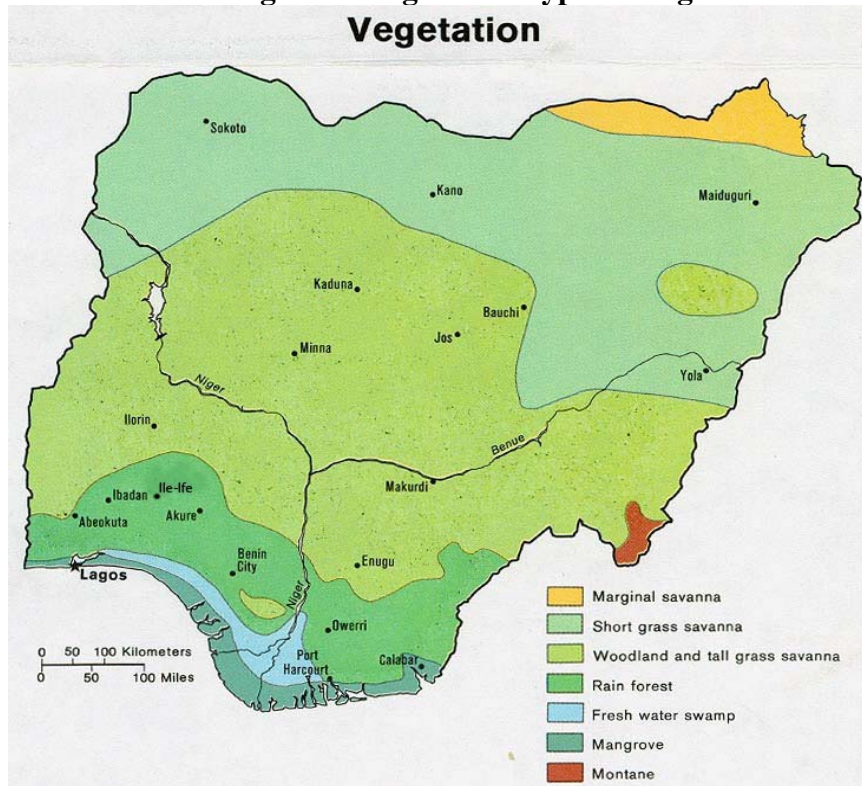 Vegetation
Sokoto
Kano
Maiduguri
Kaduna
Bauchi
Jos
Minna
Yola
Niger
Ilorin
Benue
Makurdi
Ibadan
Ile-Ife
Abeokuta
Akure
Benin
City
Enugu
Lagos
Niger
Owerri
Port
Harcourt
Calabar
0 50 100 Kilometers
0 50 100 Miles
Marginal savanna
Short grass savanna
Woodland and tall grass savanna
Rain forest
Fresh water swamp
Mangrove
Montane